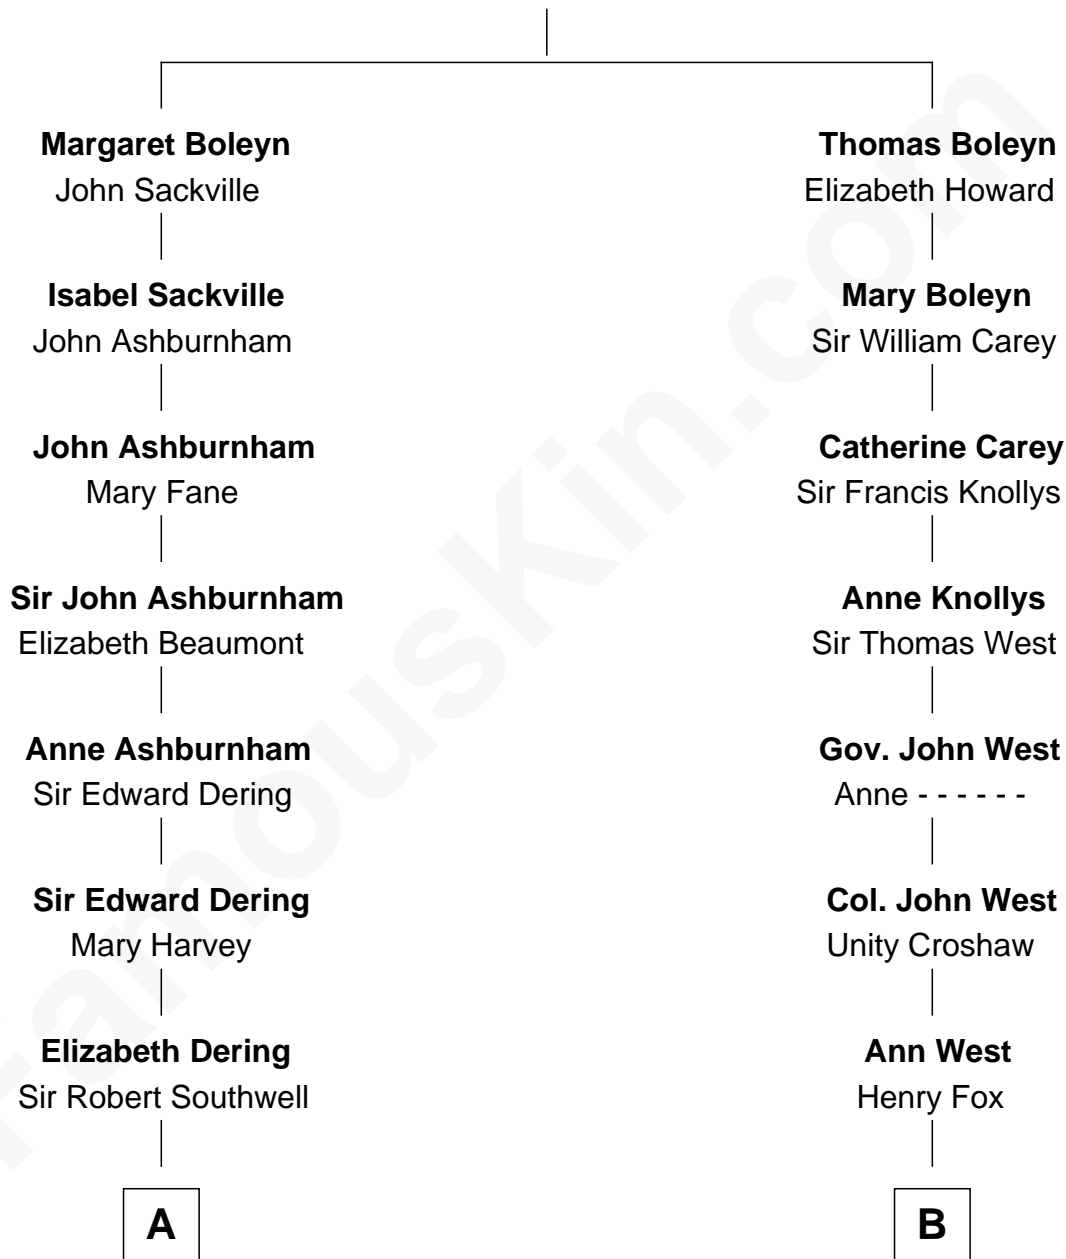 Margaret Boleyn
John Sackville
Isabel Sackville
John Ashburnham
John Ashburnham
Mary Fane
Sir John Ashburnham
Elizabeth Beaumont
Anne Ashburnham
Sir Edward Dering
Sir Edward Dering
Mary Harvey
Elizabeth Dering
Sir Robert Southwell
A
Thomas Boleyn
Elizabeth Howard
Mary Boleyn
Sir William Carey
Catherine Carey
Sir Francis Knollys
Anne Knollys
Sir Thomas West
Gov. John West
Anne - - - - - -
Col. John West
Unity Croshaw
Ann West
Henry Fox
B
FamousKin.com